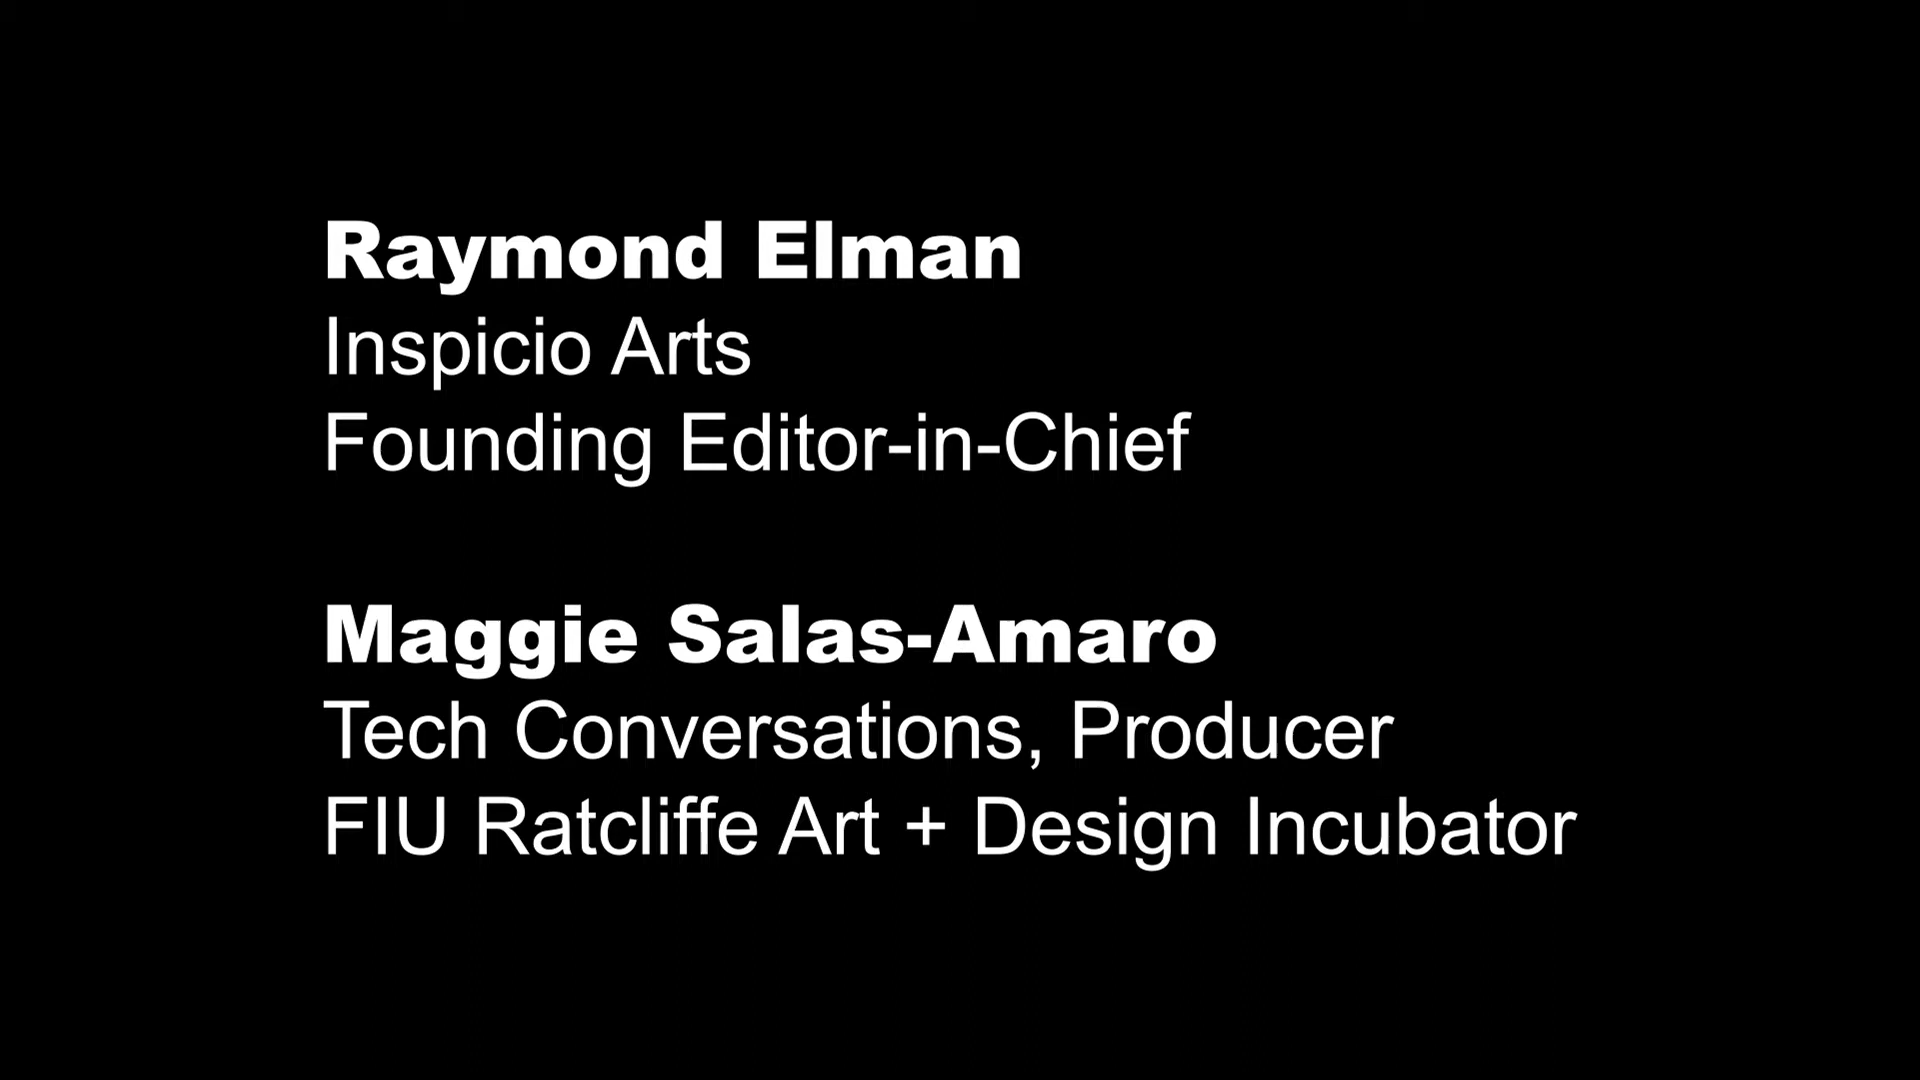 Raymond Elman
Inspicio Arts
Founding Editor-in-Chief
Maggie Salas-Amaro
Tech Conversations, Producer
FIU Ratcliffe Art + Design Incubator